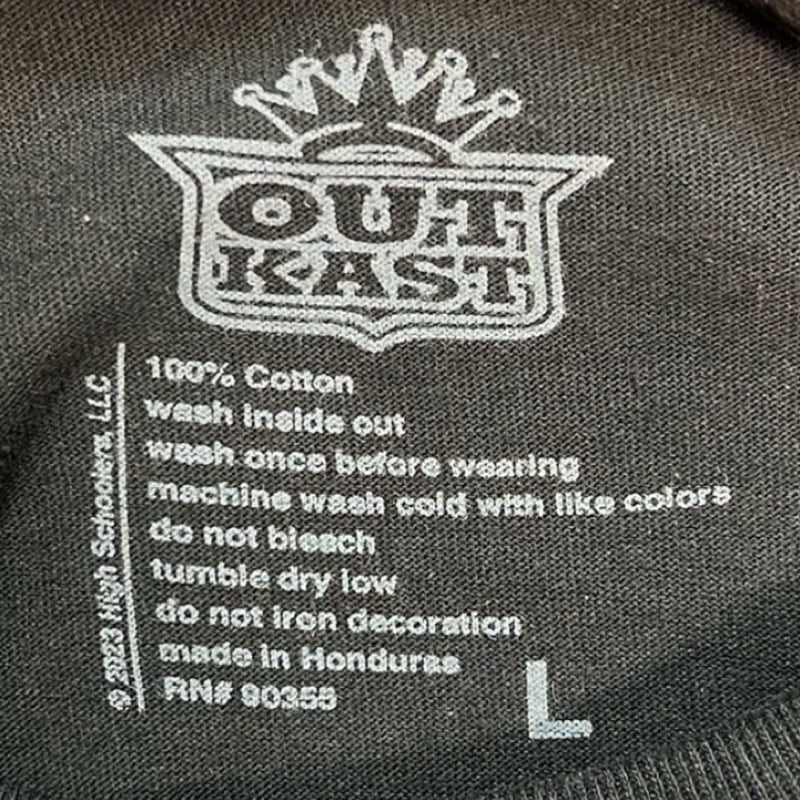 OUT
KAST
100% Cotton
wash inside out
wash once before wearing
machine wash cold with like colors
do not bleach
tumble dry low
do not iron decoration
made in Honduras
RN# 90355
L
© 2023 High Schoolers, LLC